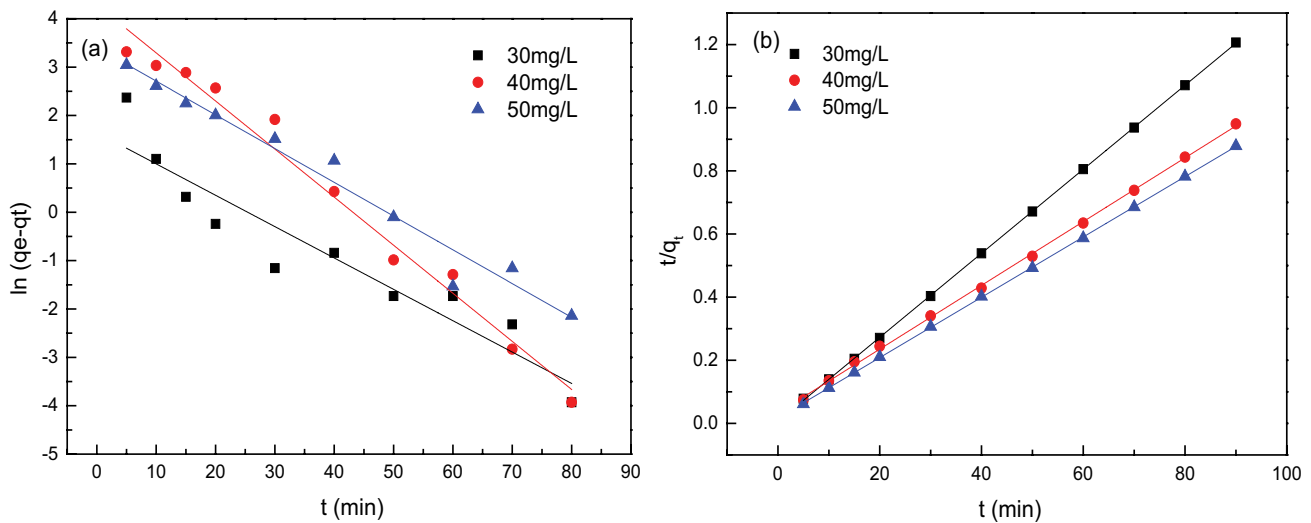 (a)
30mg/L
40mg/L
50mg/L
ln (qe-qt)
4
3
2
1
0
-1
-2
-3
-4
-5
0 10 20 30 40 50 60 70 80 90
t (min)
(b)
30mg/L
40mg/L
50mg/L
t/qt
1.2
1.0
0.8
0.6
0.4
0.2
0.0
0 20 40 60 80 100
t (min)